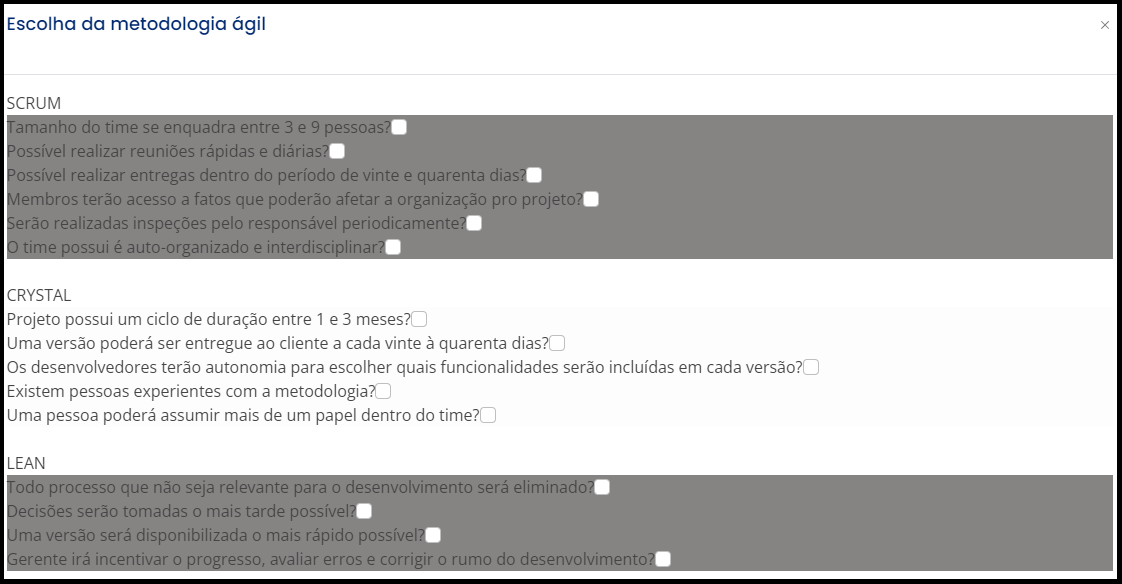 Escolha da metodologia ágil
SCRUM
Tamanho do time se enquadra entre 3 e 9 pessoas?
Possível realizar reuniões rápidas e diárias?
Possível realizar entregas dentro do período de vinte e quarenta dias?
Membros terão acesso a fatos que poderão afetar a organização pro projeto?
Serão realizadas inspeções pelo responsável periodicamente?
O time possui é auto-organizado e interdisciplinar?
CRYSTAL
Projeto possui um ciclo de duração entre 1 e 3 meses?
Uma versão poderá ser entregue ao cliente a cada vinte à quarenta dias?
Os desenvolvedores terão autonomia para escolher quais funcionalidades serão incluídas em cada versão?
Existem pessoas experientes com a metodologia?
Uma pessoa poderá assumir mais de um papel dentro do time?
LEAN
Todo processo que não seja relevante para o desenvolvimento será eliminado?
Decisões serão tomadas o mais tarde possível?
Uma versão será disponibilizada o mais rápido possível?
Gerente irá incentivar o progresso, avaliar erros e corrigir o rumo do desenvolvimento?